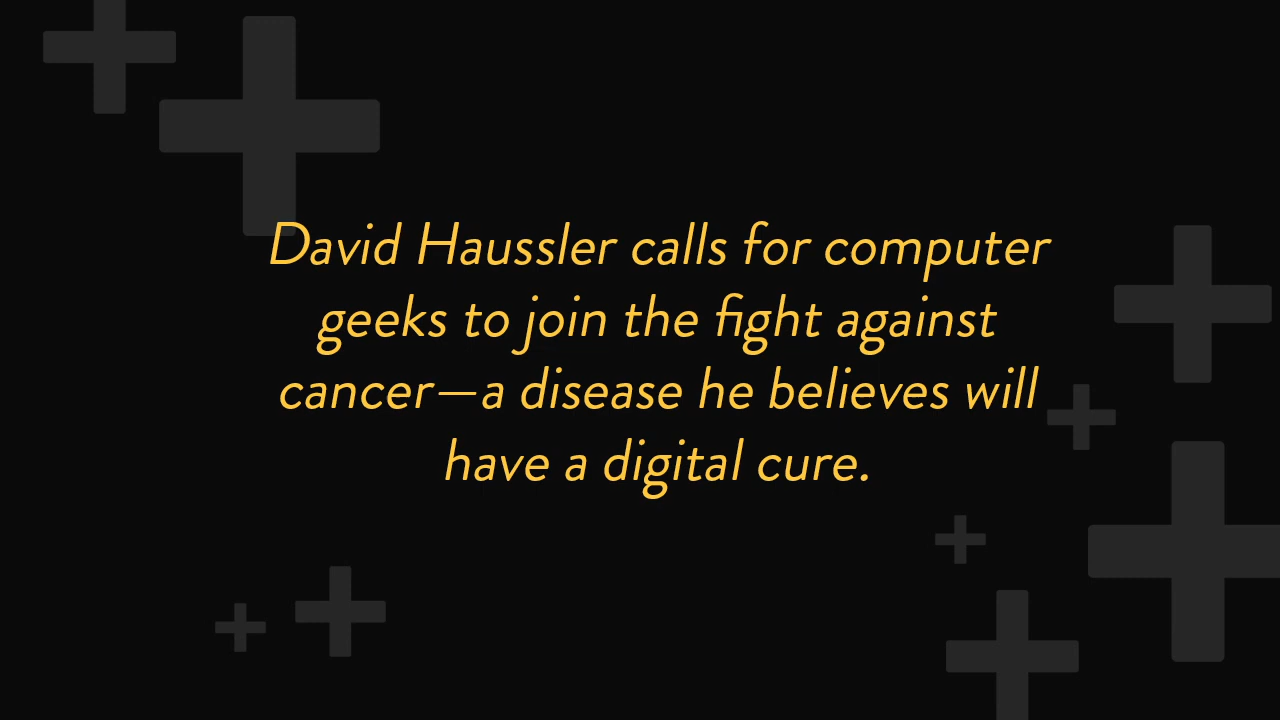 David Haussler calls for computer
geeks to join the fight against
cancer—a disease he believes will
have a digital cure.